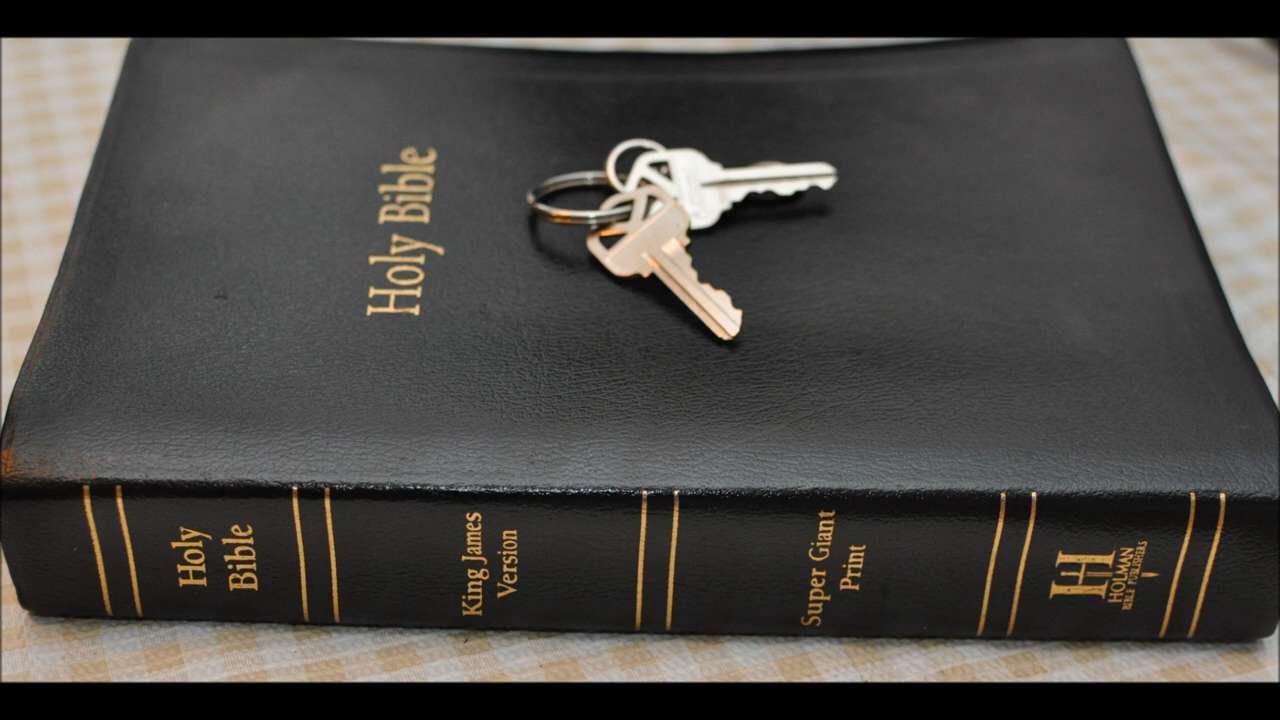 Holy Bible
Holy
Bible
King James
Version
Super Giant
Print
H
HOLMAN
BIBLE PUBLISHERS